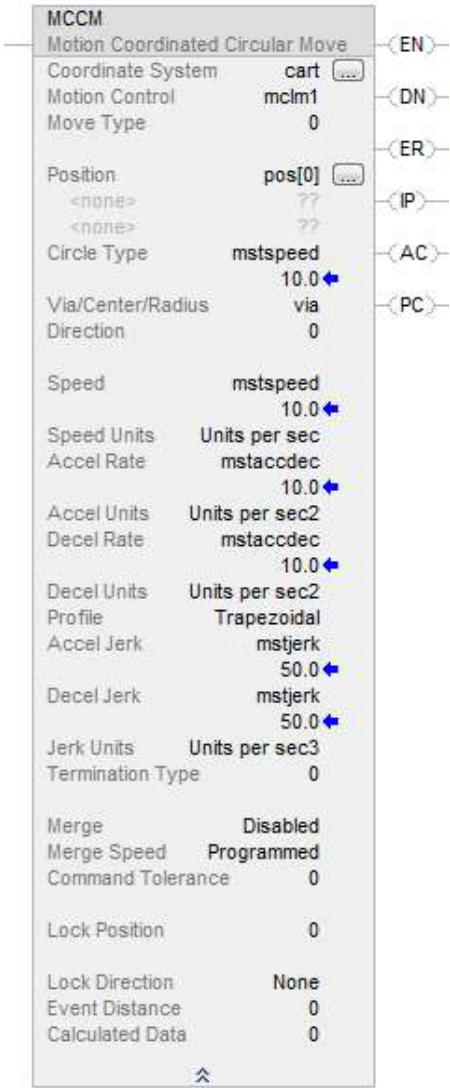 MCCM
Motion Coordinated Circular Move (EN)
Coordinate System cart ...
Motion Control mclm1 (DN)
Move Type 0
(ER)
Position pos[0] ...
<none> ?? (IP)
<none> ??
Circle Type mstspeed (AC)
10.0
Via/Center/Radius via (PC)
Direction 0
Speed mstspeed
10.0
Speed Units Units per sec
Accel Rate mstaccdec
10.0
Accel Units Units per sec2
Decel Rate mstaccdec
10.0
Decel Units Units per sec2
Profile Trapezoidal
Accel Jerk mstjerk
50.0
Decel Jerk mstjerk
50.0
Jerk Units Units per sec3
Termination Type 0
Merge Disabled
Merge Speed Programmed
Command Tolerance 0
Lock Position 0
Lock Direction None
Event Distance 0
Calculated Data 0